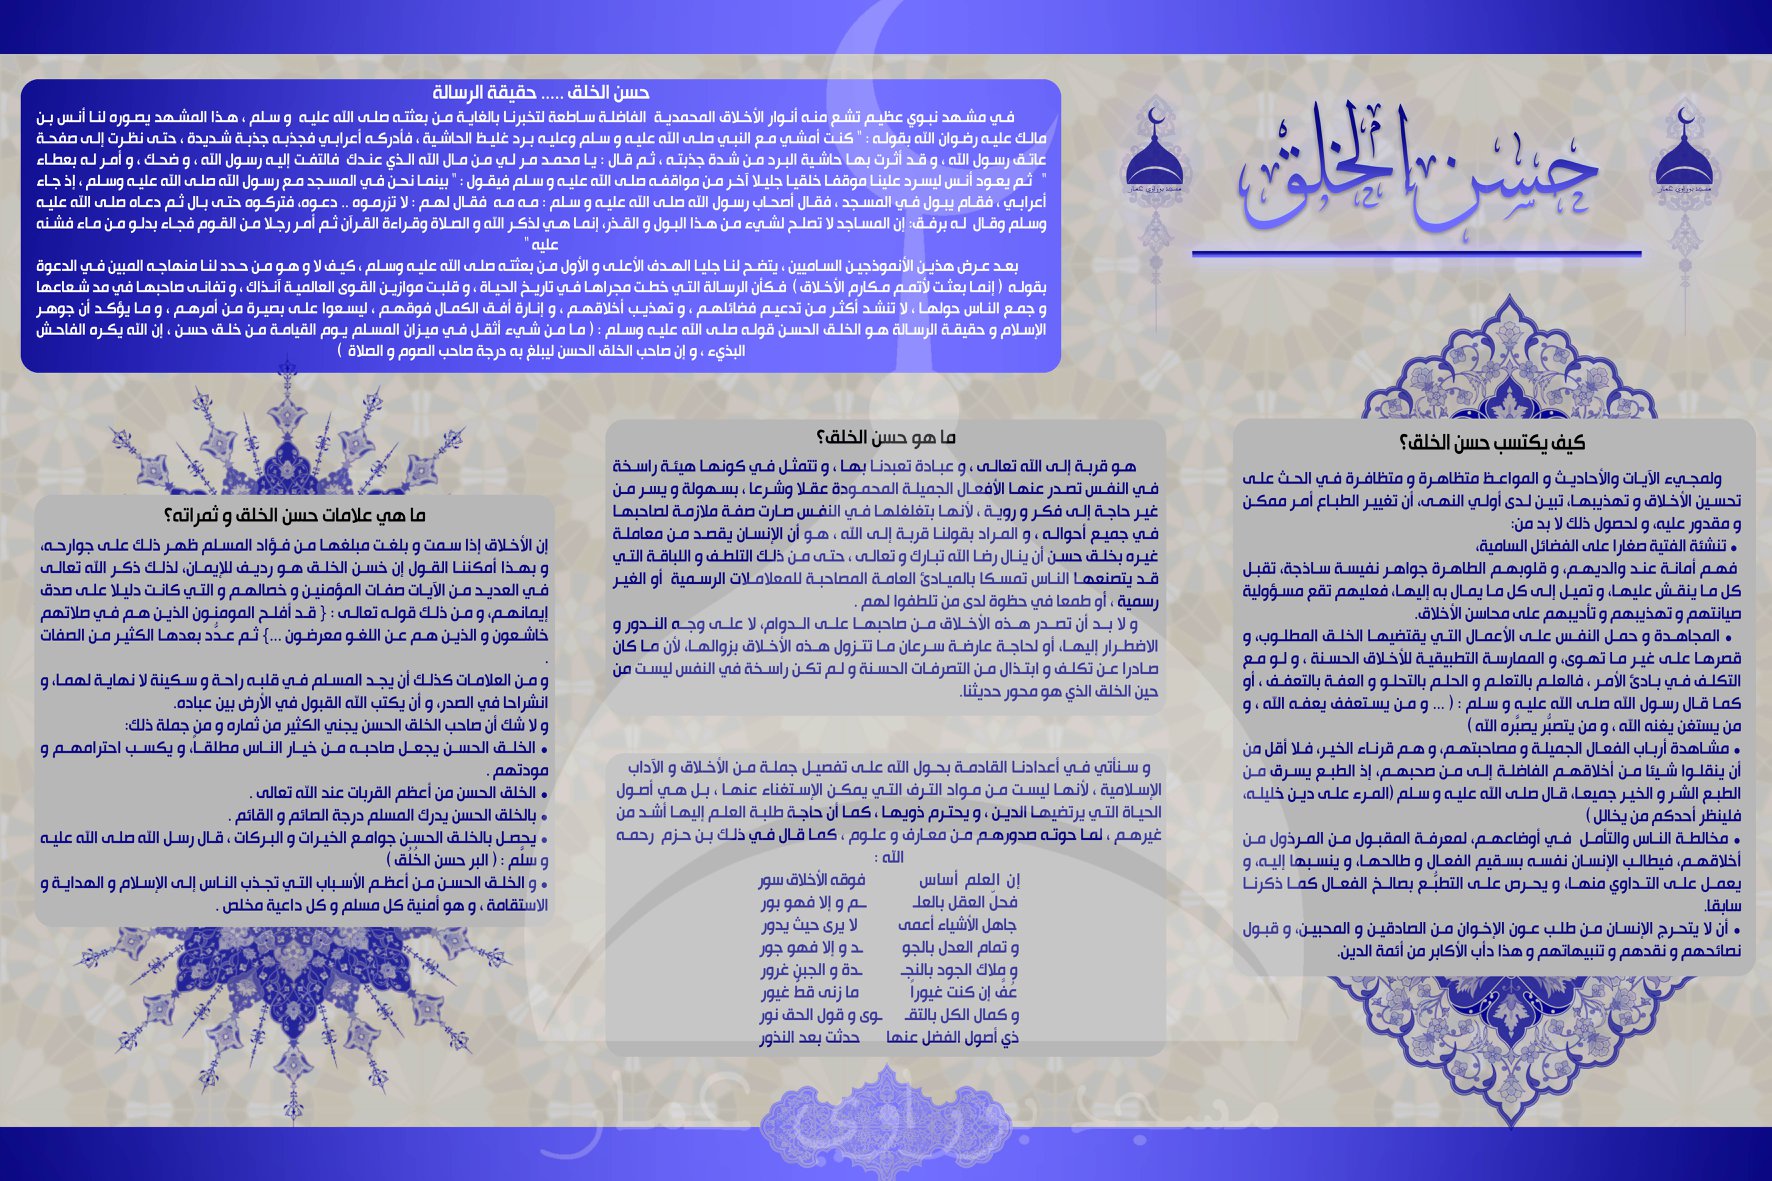 حسن الخلق
مسجد بوراوي عمار
مسجد بوراوي عمار
حسن الخلق ..... حقيقة الرسالة
في مشهد نبوي عظيم تشع منه أنوار الأخلاق المحمدية الفاضلة ساطعة لتخبرنا بالغاية من بعثته صلى الله عليه و سلم ، هذا المشهد يصوره لنا أنس بن
مالك عليه رضوان الله بقوله : " كنت أمشي مع النبي صلى الله عليه و سلم وعليه برد غليظ الحاشية ، فأدركه أعرابي فجذبه جذبة شديدة ، حتى نظرت إلى صفحة
عاتق رسول الله ، و قد أثرت بها حاشية البرد من شدة جذبته ، ثم قال : يا محمد مر لي من مال الله الذي عندك فالتفت إليه رسول الله ، و ضحك ، و أمر له بعطاء
" ثم يعود أنس ليسرد علينا موقفا خلقيا جليلا آخر من مواقفه صلى الله عليه و سلم فيقول : " بينما نحن في المسجد مع رسول الله صلى الله عليه وسلم ، إذ جاء
أعرابي ، فقام يبول في المسجد ، فقال أصحاب رسول الله صلى الله عليه و سلم : مه مه فقال لهم : لا تزرموه .. دعوه، فتركوه حتى بال ثم دعاه صلى الله عليه
وسلم وقال له برفق: إن المساجد لا تصلح لشيء من هذا البول و القذر، إنما هي لذكر الله و الصلاة وقراءة القرآن ثم أمر رجلا من القوم فجاء بدلو من ماء فشنه
عليه "
بعد عرض هذين الأنموذجين الساميين ، يتضح لنا جليا الهدف الأعلى و الأول من بعثته صلى الله عليه وسلم ، كيف لا و هو من حدد لنا منهاجه المبين في الدعوة
بقوله ( إنما بعثت لأتمم مكارم الأخلاق ) فكأن الرسالة التي خطت مجراها في تاريخ الحياة ، و قلبت موازين القوى العالمية آنذاك ، و تفانى صاحبها في مد شعاعها
و جمع الناس حولها ، لا تنشد أكثر من تدعيم فضائلهم ، و تهذيب أخلاقهم ، و إنارة أفق الكمال فوقهم ، ليسعوا على بصيرة من أمرهم ، و ما يؤكد أن جوهر
الإسلام و حقيقة الرسالة هو الخلق الحسن قوله صلى الله عليه وسلم : ( ما من شيء أثقل في ميزان المسلم يوم القيامة من خلق حسن ، إن الله يكره الفاحش
البذيء ، و إن صاحب الخلق الحسن ليبلغ به درجة صاحب الصوم و الصلاة )
كيف يكتسب حسن الخلق؟
ولمجيء الآيات والأحاديث و المواعظ متظاهرة و متظافرة في الحث على
تحسين الأخلاق و تهذيبها، تبين لدى أولي النهى، أن تغيير الطباع أمر ممكن
و مقدور عليه، و لحصول ذلك لا بد من:
• تنشئة الفتية صغارا على الفضائل السامية،
فهم أمانة عند والديهم، و قلوبهم الطاهرة جواهر نفيسة ساذجة، تقبل
كل ما ينقش عليها، و تميل إلى كل ما يمال به إليها، فعليهم تقع مسؤولية
صيانتهم و تهذيبهم و تأديبهم على محاسن الأخلاق.
• المجاهدة و حمل النفس على الأعمال التي يقتضيها الخلق المطلوب، و
قصرها على غير ما تهوى، و الممارسة التطبيقية للأخلاق الحسنة ، و لو مع
التكلف في بادئ الأمر ، فالعلم بالتعلم و الحلم بالتحلو و العفة بالتعفف ، أو
كما قال رسول الله صلى الله عليه و سلم : ( ... و من يستعفف يعفه الله ، و
من يستغن يغنه الله ، و من يتصبُّر يصبُّره الله )
• مشاهدة أرباب الفعال الجميلة و مصاحبتهم، و هم قرناء الخير، فلا أقل من
أن ينقلوا شيئا من أخلاقهم الفاضلة إلى من صحبهم، إذ الطبع يسرق من
الطبع الشر و الخير جميعا، قال صلى الله عليه و سلم (المرء على دين خليله،
فلينظر أحدكم من يخالل )
• مخالطة الناس والتأمل في أوضاعهم، لمعرفة المقبول من المرذول من
أخلاقهم، فيطالب الإنسان نفسه بسقيم الفعال و طالحها، و ينسبها إليه، و
يعمل على التداوي منها، و يحرص على التطبُّع بصالخ الفعال كما ذكرنا
سابقا.
• أن لا يتحرج الإنسان من طلب عون الإخوان من الصادقين و المحبين، و قبول
نصائحهم و نقدهم و تنبيهاتهم و هذا دأب الأكابر من أئمة الدين.
ما هو حسن الخلق؟
هو قربة إلى الله تعالى ، و عبادة تعبدنا بها ، و تتمثل في كونها هيئة راسخة
في النفس تصدر عنها الأفعال الجميلة المحمودة عقلا وشرعا ، بسهولة و يسر من
غير حاجة إلى فكر و روية ، لأنها بتغلغلها في النفس صارت صفة ملازمة لصاحبها
في جميع أحواله ، و المراد بقولنا قربة إلى الله ، هو أن الإنسان يقصد من معاملة
غيره بخلق حسن أن ينال رضا الله تبارك و تعالى ، حتى من ذلك التلطف و اللباقة التي
قد يتصنعها الناس تمسكا بالمبادئ العامة المصاحبة للمعاملات الرسمية أو الغير
رسمية ، أو طمعا في حظوة لدى من تلطفوا لهم .
و لا بد أن تصدر هذه الأخلاق من صاحبها على الدوام، لا على وجه الندور و
الاضطرار إليها، أو لحاجة عارضة سرعان ما تتزول هذه الأخلاق بزوالها، لأن ما كان
صادرا عن تكلف و ابتذال من التصرفات الحسنة و لم تكن راسخة في النفس ليست من
حين الخلق الذي هو محور حديثنا.
و سنأتي في أعدادنا القادمة بحول الله على تفصيل جملة من الأخلاق و الآداب
الإسلامية ، لأنها ليست من مواد الترف التي يمكن الإستغناء عنها ، بل هي أصول
الحياة التي يرتضيها الدين ، و يحترم ذويها ، كما أن حاجة طلبة العلم إليها أشد من
غيرهم ، لما حوته صدورهم من معارف و علوم ، كما قال في ذلك بن حزم رحمه
الله :
إن العلم أساس فوقه الأخلاق سور
فحلّ العقل بالعلـ ـم و إلا فهو بور
جاهل الأشياء أعمى لا يرى حيث يدور
و تمام العدل بالجو ـد و إلا فهو جور
و ملاك الجود بالنجـ ـدة و الجبن غرور
عُفَّ إن كنت غيوراً ما زنى قط غيور
و كمال الكل بالتقـ ـوى و قول الحق نور
ذي أصول الفضل عنها حدثت بعد النذور
ما هي علامات حسن الخلق و ثمراته؟
إن الأخلاق إذا سمت و بلغت مبلغها من فؤاد المسلم ظهر ذلك على جوارحه،
و بهذا أمكننا القول إن خسن الخلق هو رديف للإيمان، لذلك ذكر الله تعالى
في العديد من الآيات صفات المؤمنين و خصالهم و التي كانت دليلا على صدق
إيمانهم، و من ذلك قوله تعالى : { قد أفلح المومنون الذين هم في صلاتهم
خاشعون و الذين هم عن اللغو معرضون ...} ثم عدُّد بعدها الكثير من الصفات
.
و من العلامات كذلك أن يجد المسلم في قلبه راحة و سكينة لا نهاية لهما، و
انشراحا في الصدر، و أن يكتب الله القبول في الأرض بين عباده.
و لا شك أن صاحب الخلق الحسن يجني الكثير من ثماره و من جملة ذلك:
• الخلق الحسن يجعل صاحبه من خيار الناس مطلقاً، و يكسب احترامهم و
مودتهم .
• الخلق الحسن من أعظم القربات عند الله تعالى .
• بالخلق الحسن يدرك المسلم درجة الصائم و القائم .
• يحصل بالخلق الحسن جوامع الخيرات و البركات ، قال رسل الله صلى الله عليه
و سلَّم : ( البر حسن الخُلُق )
• و الخلق الحسن من أعظم الأسباب التي تجذب الناس إلى الإسلام و الهداية و
الاستقامة ، و هو أمنية كل مسلم و كل داعية مخلص .
مسجد بوراوي عمار